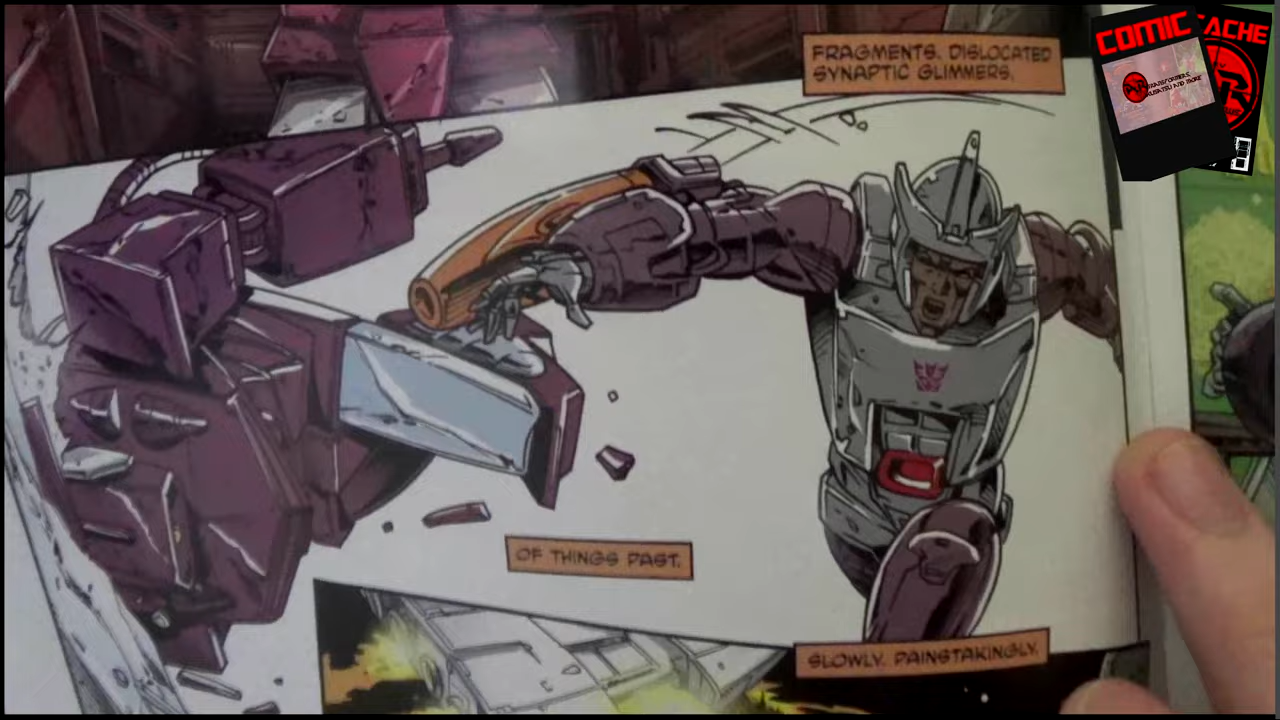 FRAGMENTS. DISLOCATED
SYNAPTIC GLIMMERS,
OF THINGS PAST.
SLOWLY. PAINSTAKINGLY.
COMIC
CACHE